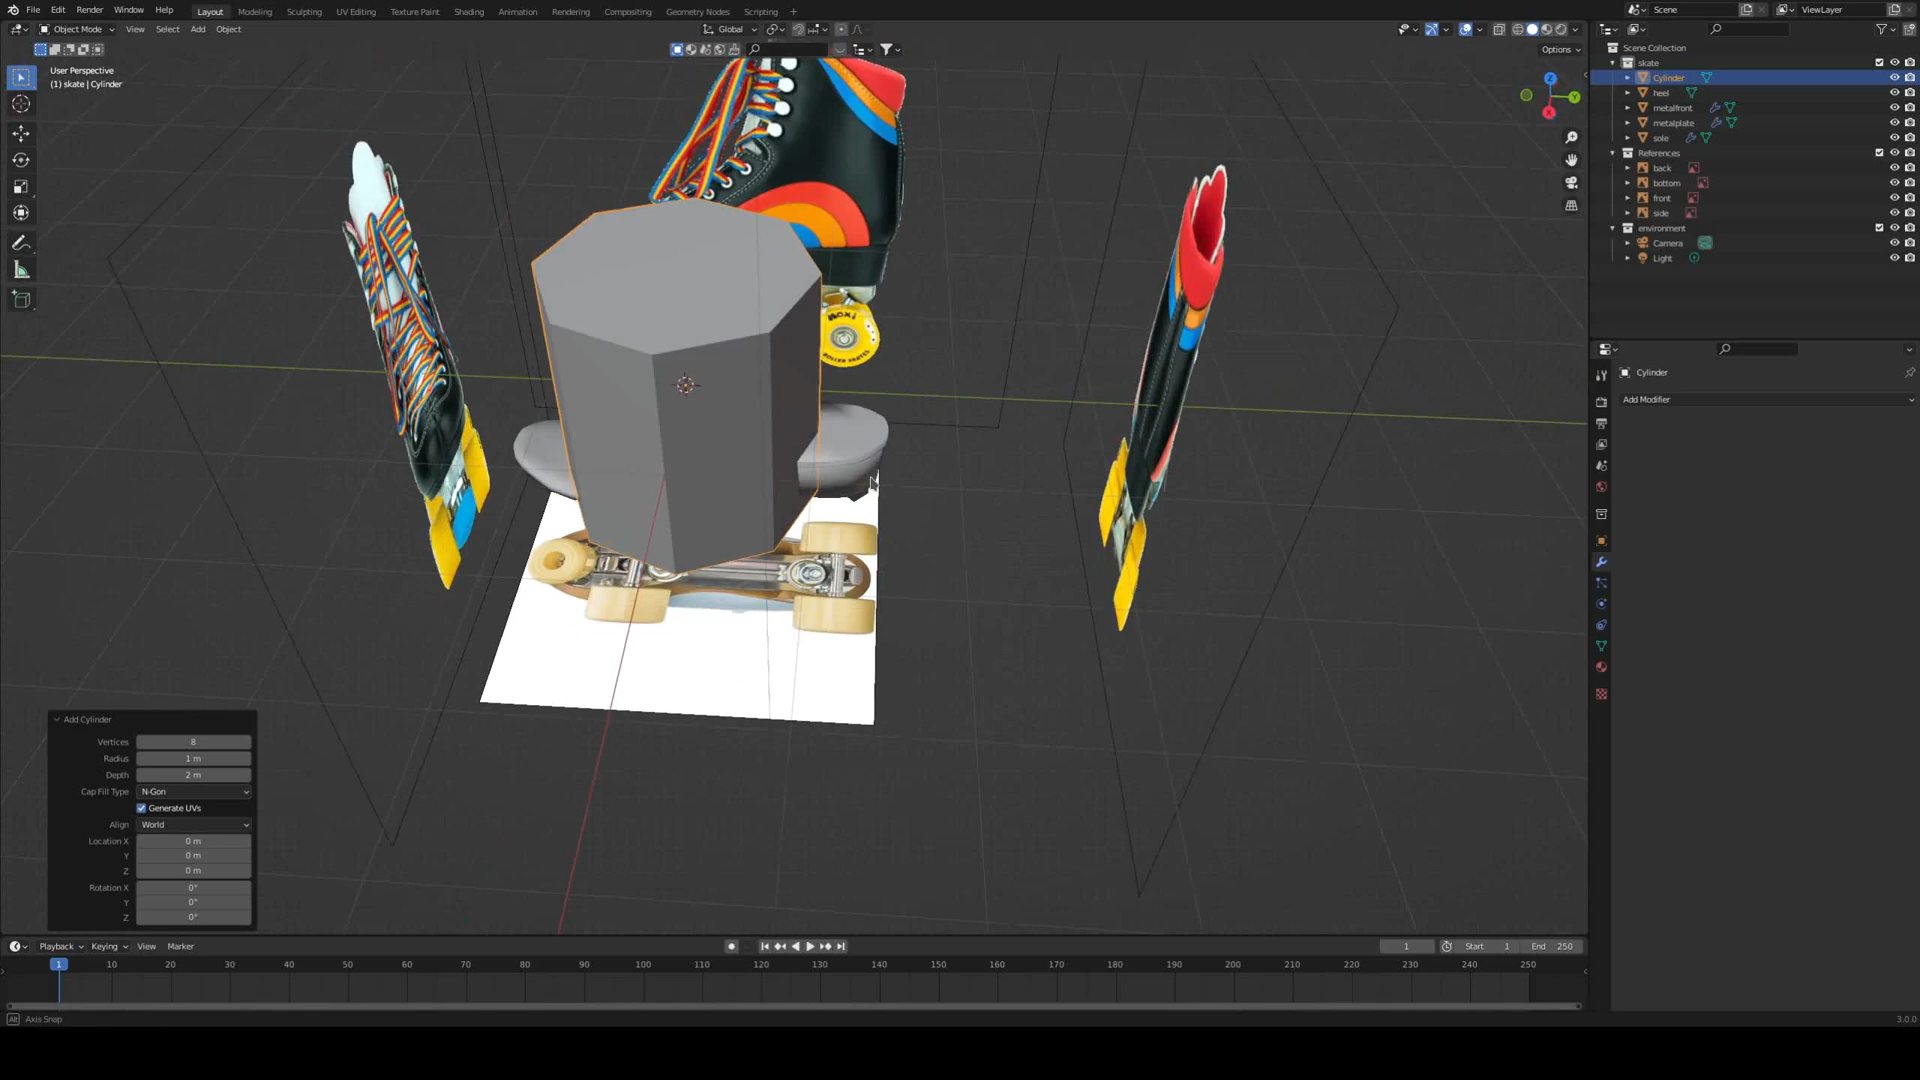 File Edit Render Window Help Layout Modeling Sculpting UV Editing Texture Paint Shading Animation Rendering Compositing Geometry Nodes Scripting + Scene ViewLayer
Object Mode View Select Add Object Global
Options
User Perspective
(1) skate | Cylinder
Z
Y
X
Scene Collection
skate
Cylinder
heel
metalfront
metalplate
sole
References
back
bottom
front
side
environment
Camera
Light
Cylinder
Add Modifier
Moxi
ROLLER SKATES
Add Cylinder
Vertices 8
Radius 1 m
Depth 2 m
Cap Fill Type N-Gon
Generate UVs
Align World
Location X 0 m
Y 0 m
Z 0 m
Rotation X 0°
Y 0°
Z 0°
Playback Keying View Marker 1 Start 1 End 250
1 10 20 30 40 50 60 70 80 90 100 110 120 130 140 150 160 170 180 190 200 210 220 230 240 250
Alt Axis Snap
3.0.0